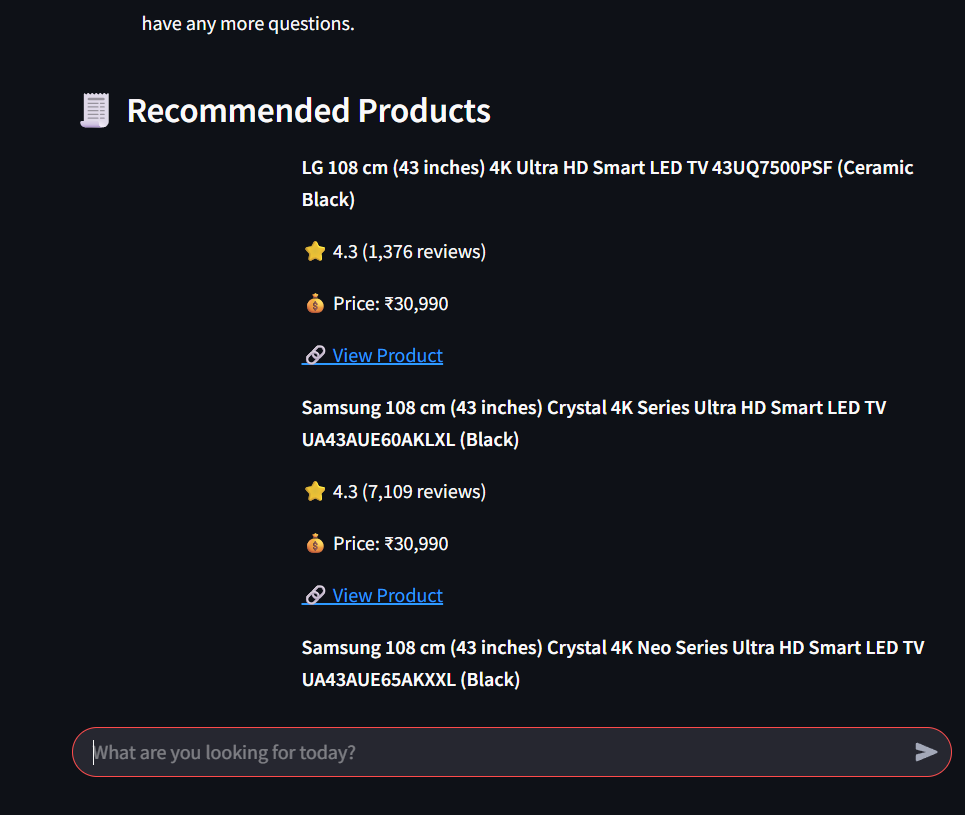 have any more questions.
Recommended Products
LG 108 cm (43 inches) 4K Ultra HD Smart LED TV 43UQ7500PSF (Ceramic
Black)
4.3 (1,376 reviews)
Price: ₹30,990
View Product
Samsung 108 cm (43 inches) Crystal 4K Series Ultra HD Smart LED TV
UA43AUE60AKLXL (Black)
4.3 (7,109 reviews)
Price: ₹30,990
View Product
Samsung 108 cm (43 inches) Crystal 4K Neo Series Ultra HD Smart LED TV
UA43AUE65AKXXL (Black)
What are you looking for today?